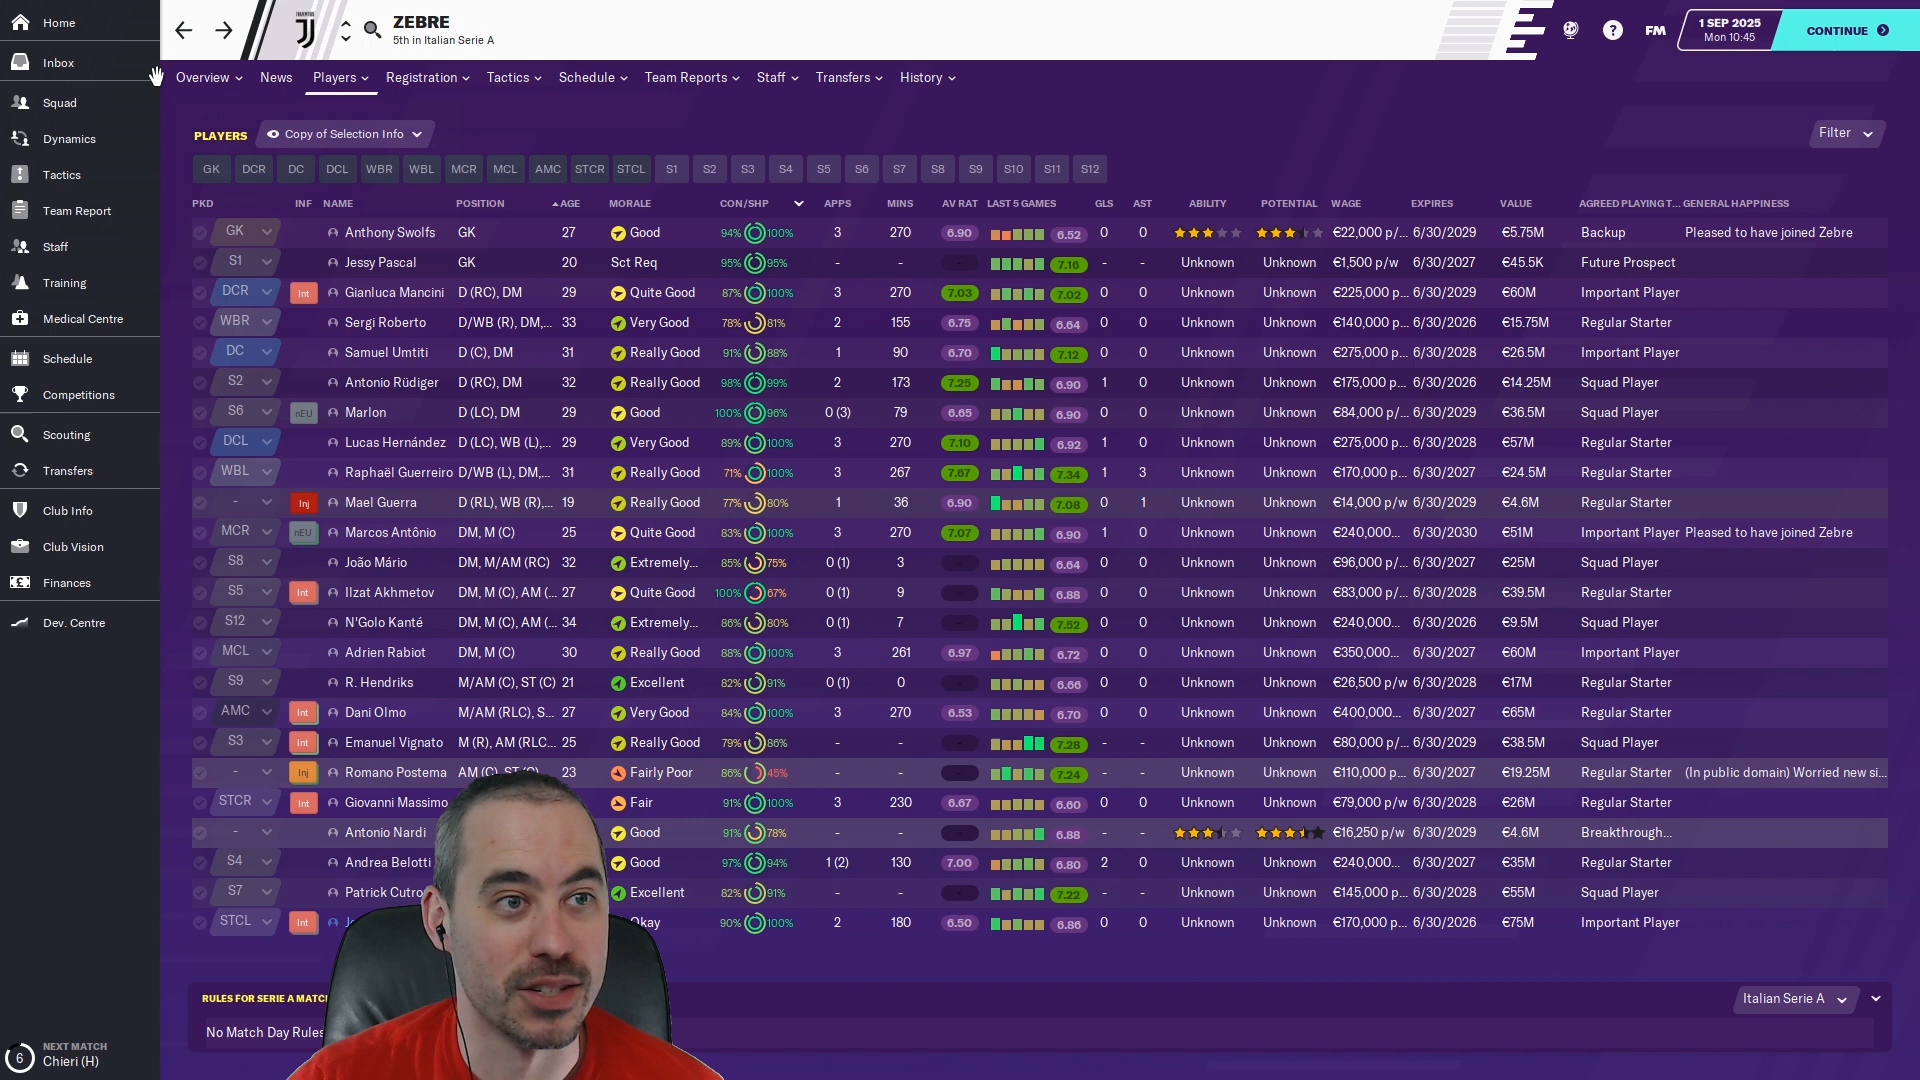 Home
Inbox
Squad
Dynamics
Tactics
Team Report
Staff
Training
Medical Centre
Schedule
Competitions
Scouting
Transfers
Club Info
Club Vision
Finances
Dev. Centre
6 NEXT MATCH
Chieri (H)
ZEBRE
5th in Italian Serie A
FM
1 SEP 2025
Mon 10:45
CONTINUE
Overview News Players Registration Tactics Schedule Team Reports Staff Transfers History
PLAYERS Copy of Selection Info Filter
GK DCR DC DCL WBR WBL MCR MCL AMC STCR STCL S1 S2 S3 S4 S5 S6 S7 S8 S9 S10 S11 S12
PKD INF NAME POSITION AGE MORALE CON/SHP APPS MINS AV RAT LAST 5 GAMES GLS AST ABILITY POTENTIAL WAGE EXPIRES VALUE AGREED PLAYING T... GENERAL HAPPINESS
GK Anthony Swolfs GK 27 Good 94% 100% 3 270 6.90 6.52 0 0 €22,000 p/... 6/30/2029 €5.75M Backup Pleased to have joined Zebre
S1 Jessy Pascal GK 20 Sct Req 95% 95% - - - 7.16 - - Unknown Unknown €1,500 p/w 6/30/2027 €45.5K Future Prospect
DCR Int Gianluca Mancini D (RC), DM 29 Quite Good 87% 100% 3 270 7.03 7.02 0 0 Unknown Unknown €225,000 p... 6/30/2029 €60M Important Player
WBR Sergi Roberto D/WB (R), DM,... 33 Very Good 78% 81% 2 155 6.75 6.64 0 0 Unknown Unknown €140,000 p... 6/30/2026 €15.75M Regular Starter
DC Samuel Umtiti D (C), DM 31 Really Good 91% 88% 1 90 6.70 7.12 0 0 Unknown Unknown €275,000 p... 6/30/2028 €26.5M Important Player
S2 Antonio Rüdiger D (RC), DM 32 Really Good 98% 99% 2 173 7.25 6.90 1 0 Unknown Unknown €175,000 p... 6/30/2026 €14.25M Squad Player
S6 nEU Marlon D (LC), DM 29 Good 100% 96% 0 (3) 79 6.65 6.90 0 0 Unknown Unknown €84,000 p/... 6/30/2029 €36.5M Squad Player
DCL Lucas Hernández D (LC), WB (L),... 29 Very Good 89% 100% 3 270 7.10 6.92 1 0 Unknown Unknown €275,000 p... 6/30/2028 €57M Regular Starter
WBL Raphaël Guerreiro D/WB (L), DM,... 31 Really Good 71% 100% 3 267 7.67 7.34 1 3 Unknown Unknown €170,000 p... 6/30/2027 €24.5M Regular Starter
- Inj Mael Guerra D (RL), WB (R),... 19 Really Good 77% 80% 1 36 6.90 7.08 0 1 Unknown Unknown €14,000 p/w 6/30/2029 €4.6M Regular Starter
MCR nEU Marcos Antônio DM, M (C) 25 Quite Good 83% 100% 3 270 7.07 6.90 1 0 Unknown Unknown €240,000... 6/30/2030 €51M Important Player Pleased to have joined Zebre
S8 João Mário DM, M/AM (RC) 32 Extremely... 85% 75% 0 (1) 3 - 6.64 0 0 Unknown Unknown €96,000 p/... 6/30/2027 €25M Squad Player
S5 Int Ilzat Akhmetov DM, M (C), AM (... 27 Quite Good 100% 67% 0 (1) 9 - 6.88 0 0 Unknown Unknown €83,000 p/... 6/30/2028 €39.5M Regular Starter
S12 N'Golo Kanté DM, M (C), AM (... 34 Extremely... 86% 80% 0 (1) 7 - 7.52 0 0 Unknown Unknown €240,000... 6/30/2026 €9.5M Squad Player
MCL Adrien Rabiot DM, M (C) 30 Really Good 88% 100% 3 261 6.97 6.72 0 0 Unknown Unknown €350,000... 6/30/2027 €60M Important Player
S9 R. Hendriks M/AM (C), ST (C) 21 Excellent 82% 91% 0 (1) 0 - 6.66 0 0 Unknown Unknown €26,500 p/w 6/30/2028 €17M Regular Starter
AMC Int Dani Olmo M/AM (RLC), S... 27 Very Good 84% 100% 3 270 6.53 6.70 0 0 Unknown Unknown €400,000... 6/30/2027 €65M Regular Starter
S3 Int Emanuel Vignato M (R), AM (RLC... 25 Really Good 79% 86% - - - 7.28 - - Unknown Unknown €80,000 p/... 6/30/2029 €38.5M Squad Player
- Inj Romano Postema AM (C), ST (C) 23 Fairly Poor 86% 45% - - - 7.24 - - Unknown Unknown €110,000 p... 6/30/2027 €19.25M Regular Starter (In public domain) Worried new si...
STCR Int Giovanni Massimo Fair 91% 100% 3 230 6.67 6.60 0 0 Unknown Unknown €79,000 p/w 6/30/2028 €26M Regular Starter
- Antonio Nardi Good 91% 78% - - - 6.88 - - €16,250 p/w 6/30/2029 €4.6M Breakthrough...
S4 Andrea Belotti Good 97% 94% 1 (2) 130 7.00 6.80 2 0 Unknown Unknown €240,000... 6/30/2027 €35M Regular Starter
S7 Patrick Cutro Excellent 82% 91% - - - 7.22 - - Unknown Unknown €145,000 p... 6/30/2028 €55M Squad Player
STCL Int Okay 90% 100% 2 180 6.50 6.86 0 0 Unknown Unknown €170,000 p... 6/30/2026 €75M Important Player
RULES FOR SERIE A MATC Italian Serie A
No Match Day Rules